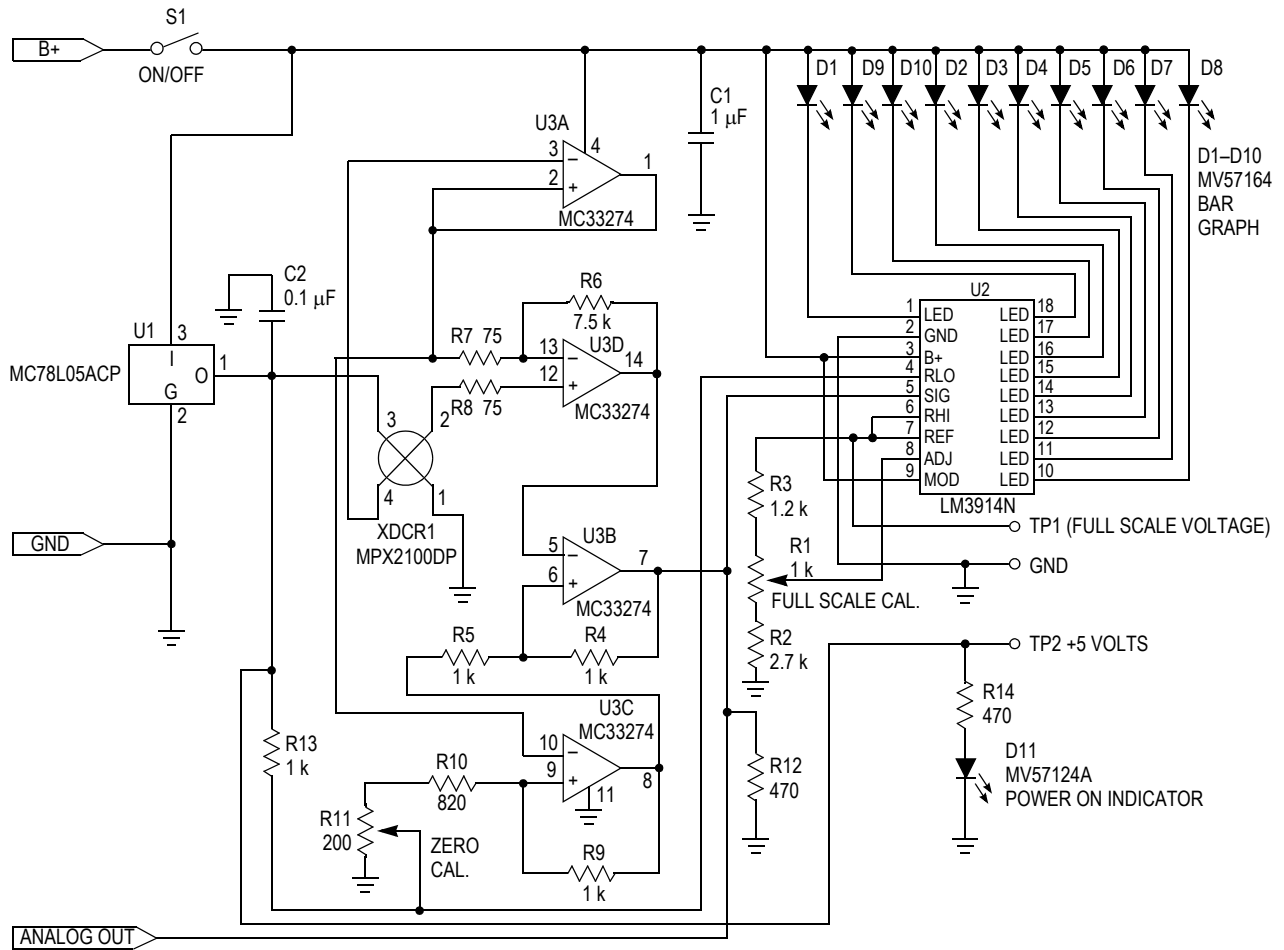 S1
B+
ON/OFF
D1 D9 D10 D2 D3 D4 D5 D6 D7 D8
C1
1 µF
U3A
3
–
4
1
2
+
MC33274
D1–D10
MV57164
BAR
GRAPH
C2
0.1 µF
R6
7.5 k
U1
3
I
O
1
G
2
MC78L05ACP
R7 75
13
–
U3D
14
12
+
R8 75
MC33274
U2
1 LED LED 18
2 GND LED 17
3 B+ LED 16
4 RLO LED 15
5 SIG LED 14
6 RHI LED 13
7 REF LED 12
8 ADJ LED 11
9 MOD LED 10
LM3914N
3
2
4
1
XDCR1
MPX2100DP
R3
1.2 k
TP1 (FULL SCALE VOLTAGE)
GND
U3B
5
–
7
6
+
MC33274
R1
1 k
FULL SCALE CAL.
GND
R5
1 k
R4
1 k
R2
2.7 k
TP2 +5 VOLTS
R14
470
U3C
MC33274
10
–
9
+
8
11
R13
1 k
R10
820
R12
470
D11
MV57124A
POWER ON INDICATOR
R11
200
ZERO
CAL.
R9
1 k
ANALOG OUT